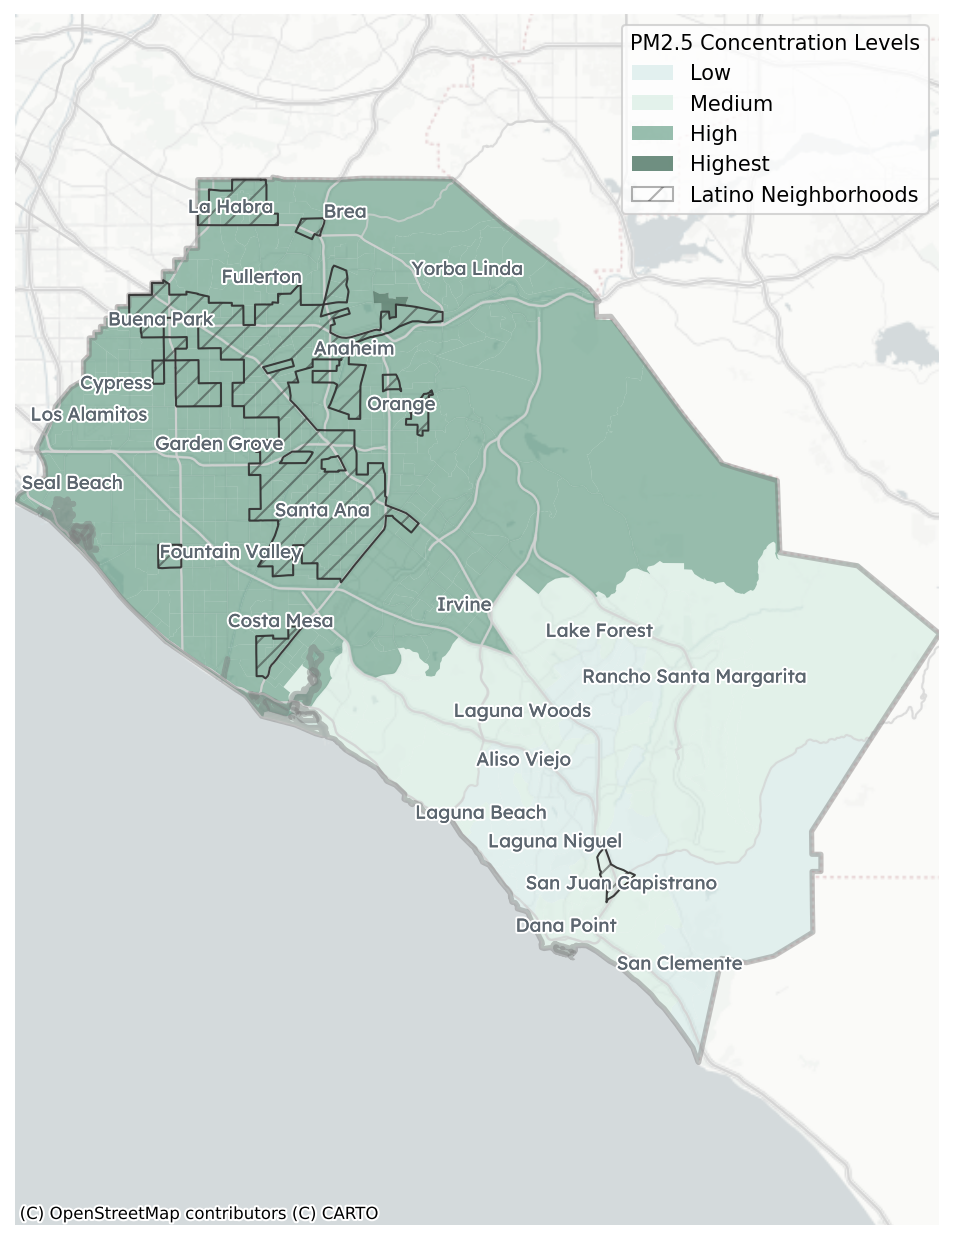 PM2.5 Concentration Levels
Low
Medium
High
Highest
Latino Neighborhoods
La Habra
Brea
Fullerton
Yorba Linda
Buena Park
Anaheim
Cypress
Orange
Los Alamitos
Garden Grove
Seal Beach
Santa Ana
Fountain Valley
Irvine
Costa Mesa
Lake Forest
Rancho Santa Margarita
Laguna Woods
Aliso Viejo
Laguna Beach
Laguna Niguel
San Juan Capistrano
Dana Point
San Clemente
(C) OpenStreetMap contributors (C) CARTO